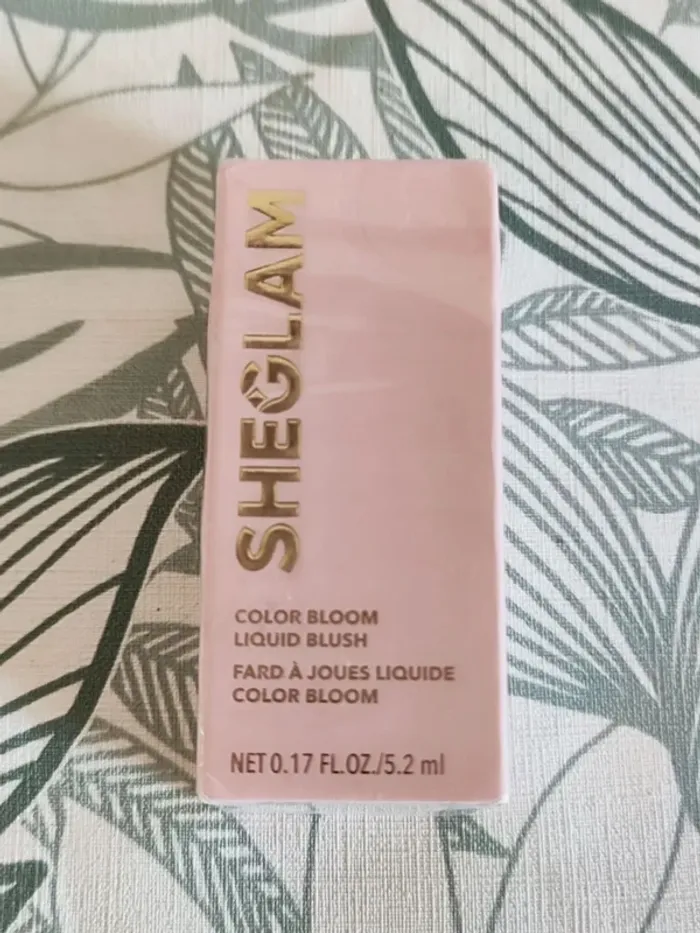 SHEGLAM
COLOR BLOOM
LIQUID BLUSH
FARD À JOUES LIQUIDE
COLOR BLOOM
NET 0.17 FL.OZ./5.2 ml